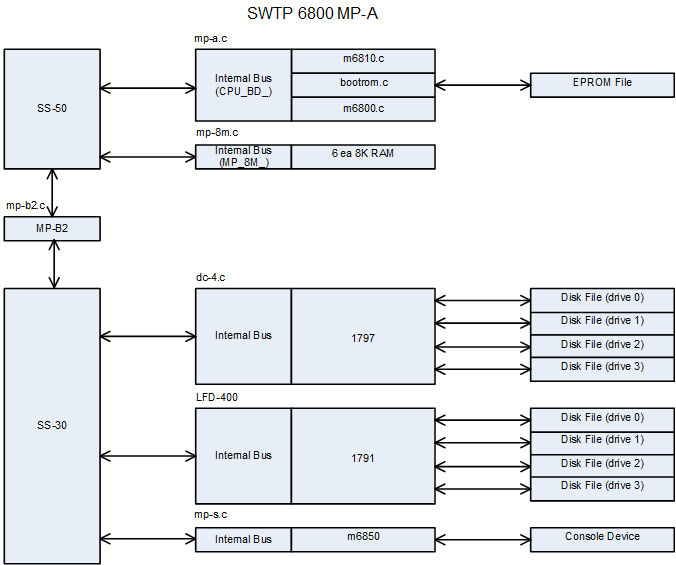 SWTP 6800 MP-A
mp-a.c
SS-50
Internal Bus
(CPU_BD_)
m6810.c
bootrom.c
m6800.c
EPROM File
mp-8m.c
Internal Bus
(MP_8M_)
6 ea 8K RAM
mp-b2.c
MP-B2
dc-4.c
SS-30
Internal Bus
1797
Disk File (drive 0)
Disk File (drive 1)
Disk File (drive 2)
Disk File (drive 3)
LFD-400
Internal Bus
1791
Disk File (drive 0)
Disk File (drive 1)
Disk File (drive 2)
Disk File (drive 3)
mp-s.c
Internal Bus
m6850
Console Device